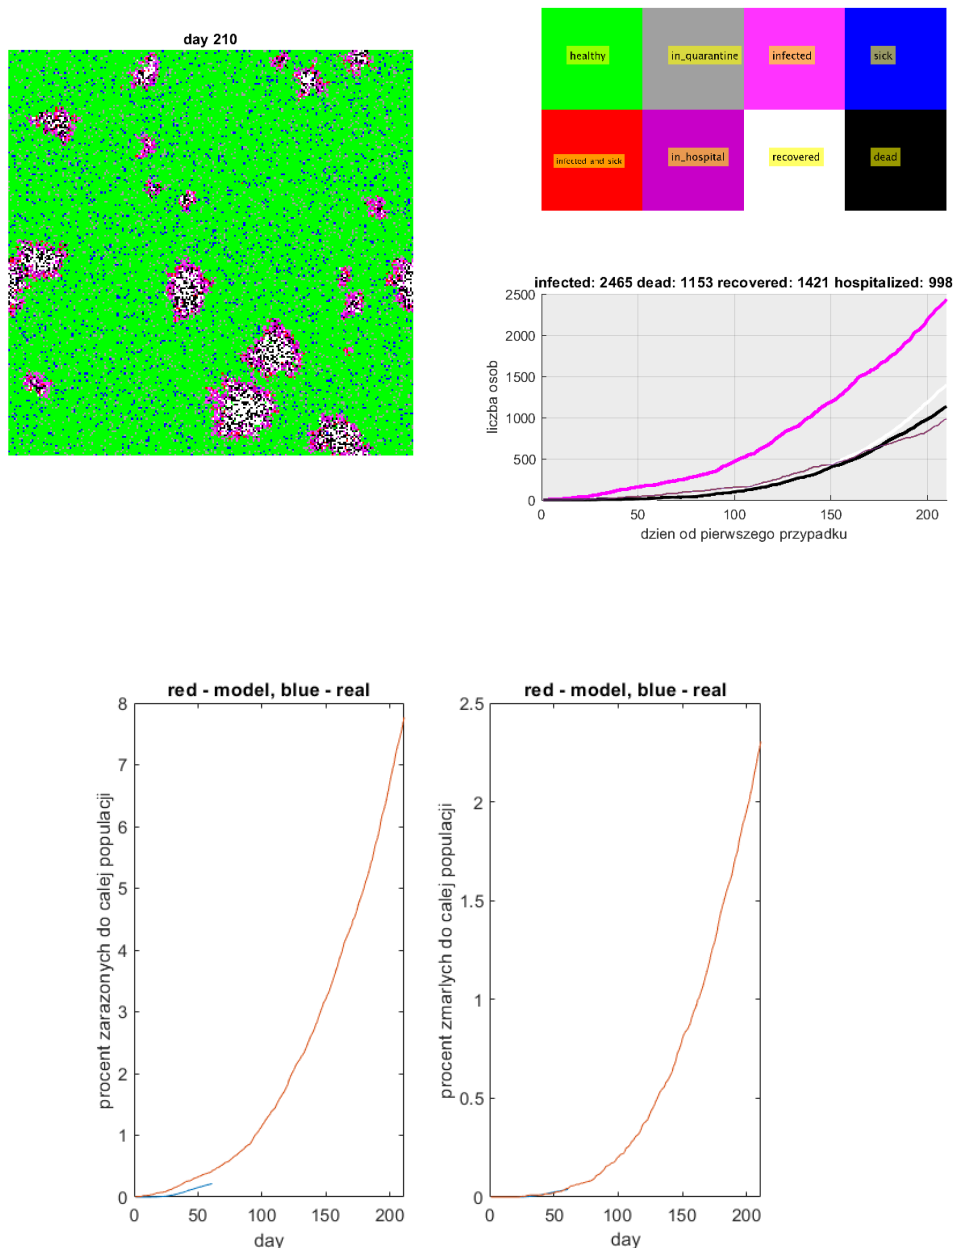 day 210
healthy
in_quarantine
infected
sick
infected and sick
in_hospital
recovered
dead
infected: 2465 dead: 1153 recovered: 1421 hospitalized: 998
2500
2000
1500
1000
500
0
0 50 100 150 200
liczba osob
dzien od pierwszego przypadku
red - model, blue - real
8
7
6
5
4
3
2
1
0
0 50 100 150 200
procent zarazonych do calej populacji
day
red - model, blue - real
2.5
2
1.5
1
0.5
0
0 50 100 150 200
procent zmarlych do calej populacji
day